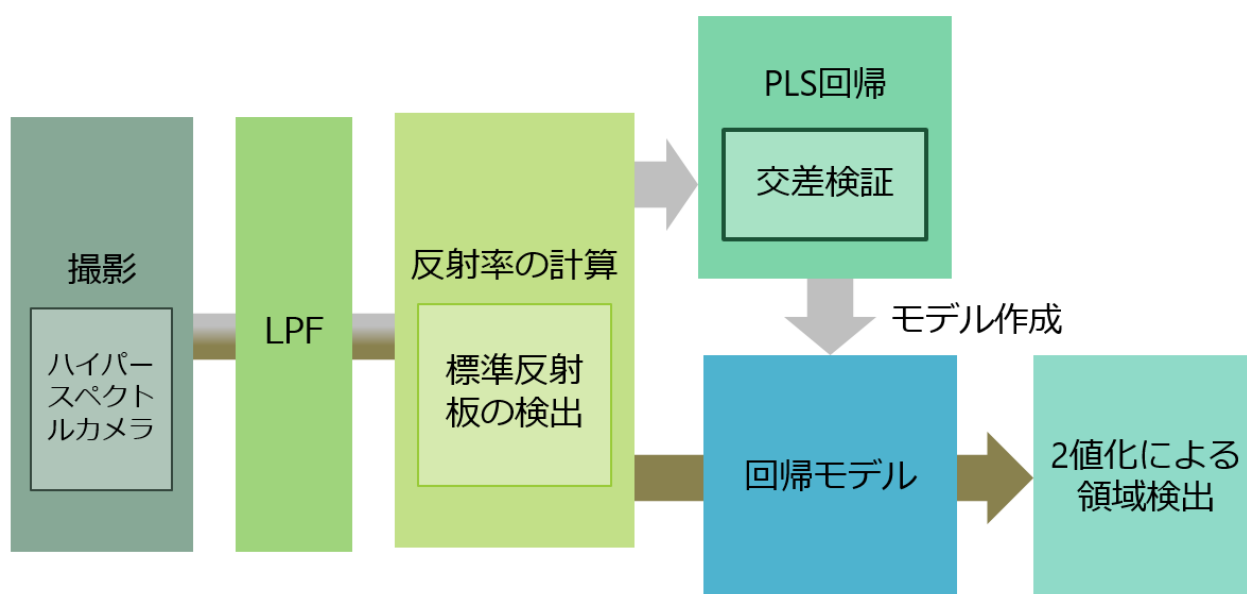 撮影
ハイパー
スペクト
ルカメラ
LPF
反射率の計算
標準反射
板の検出
PLS回帰
交差検証
モデル作成
回帰モデル
2値化による
領域検出